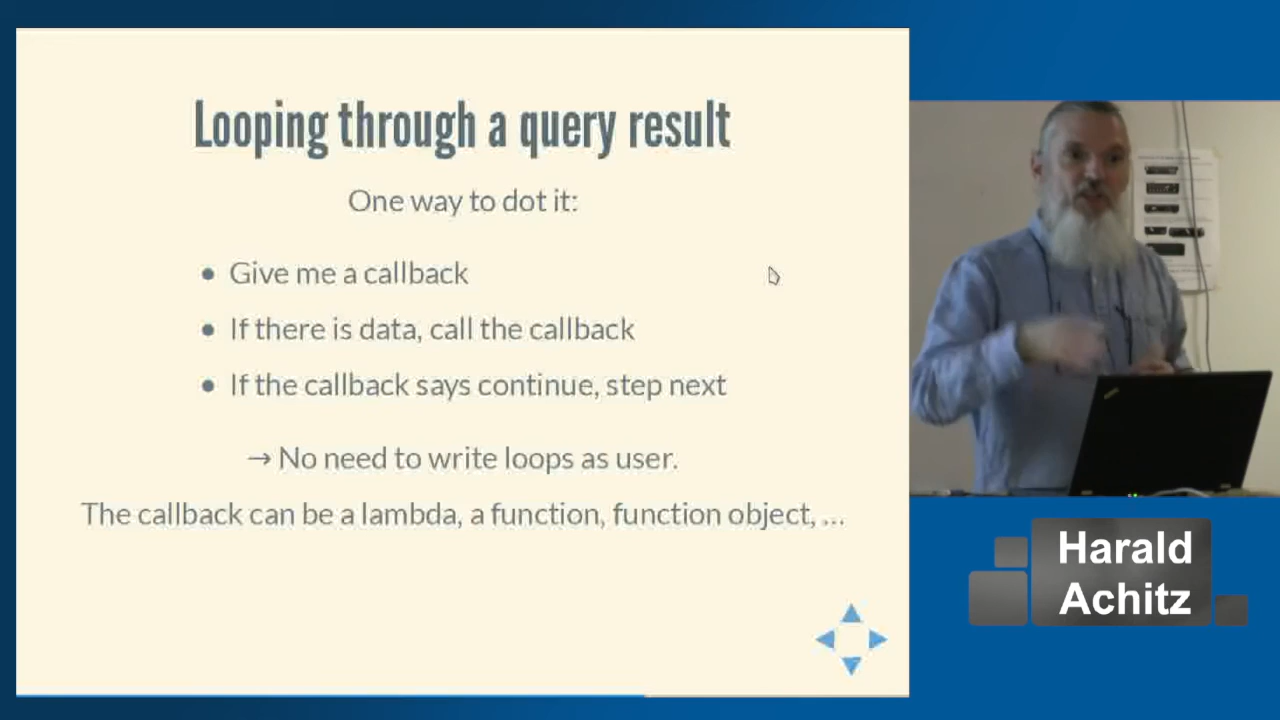 Looping through a query result
One way to dot it:
• Give me a callback
• If there is data, call the callback
• If the callback says continue, step next
→ No need to write loops as user.
The callback can be a lambda, a function, function object, ...
Harald
Achitz